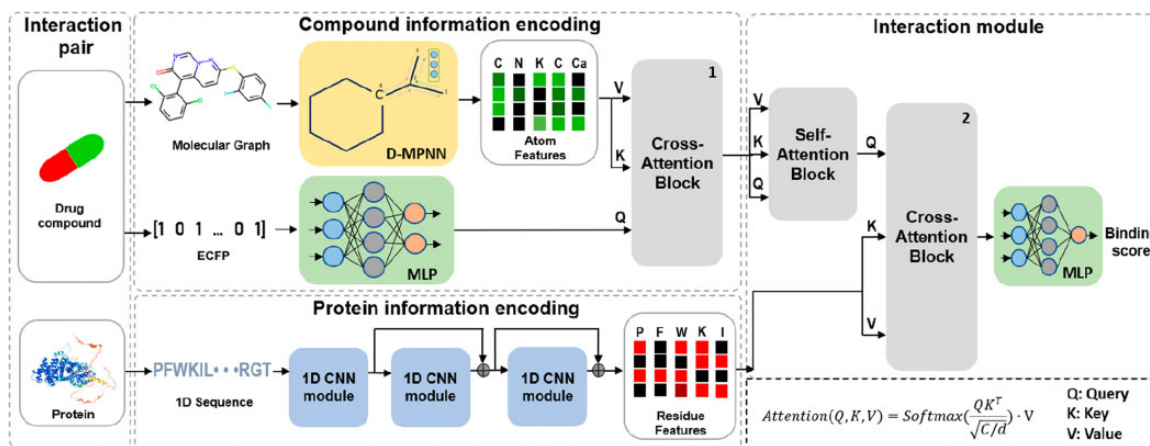 Interaction
pair
Drug
compound
Protein
Compound information encoding
Molecular Graph
D-MPNN
C N K C Ca
Atom
Features
V
K
Q
1
Cross-
Attention
Block
[1 0 1 ... 0 1]
ECFP
MLP
Protein information encoding
PFWKIL···RGT
1D Sequence
1D CNN
module
1D CNN
module
1D CNN
module
P F W K I
Residue
Features
Interaction module
V
K
Q
Self-
Attention
Block
Q
K
V
2
Cross-
Attention
Block
MLP
Binding
score
Attention(Q,K,V) = Softmax(QK^T/√C/d) · V
Q: Query
K: Key
V: Value